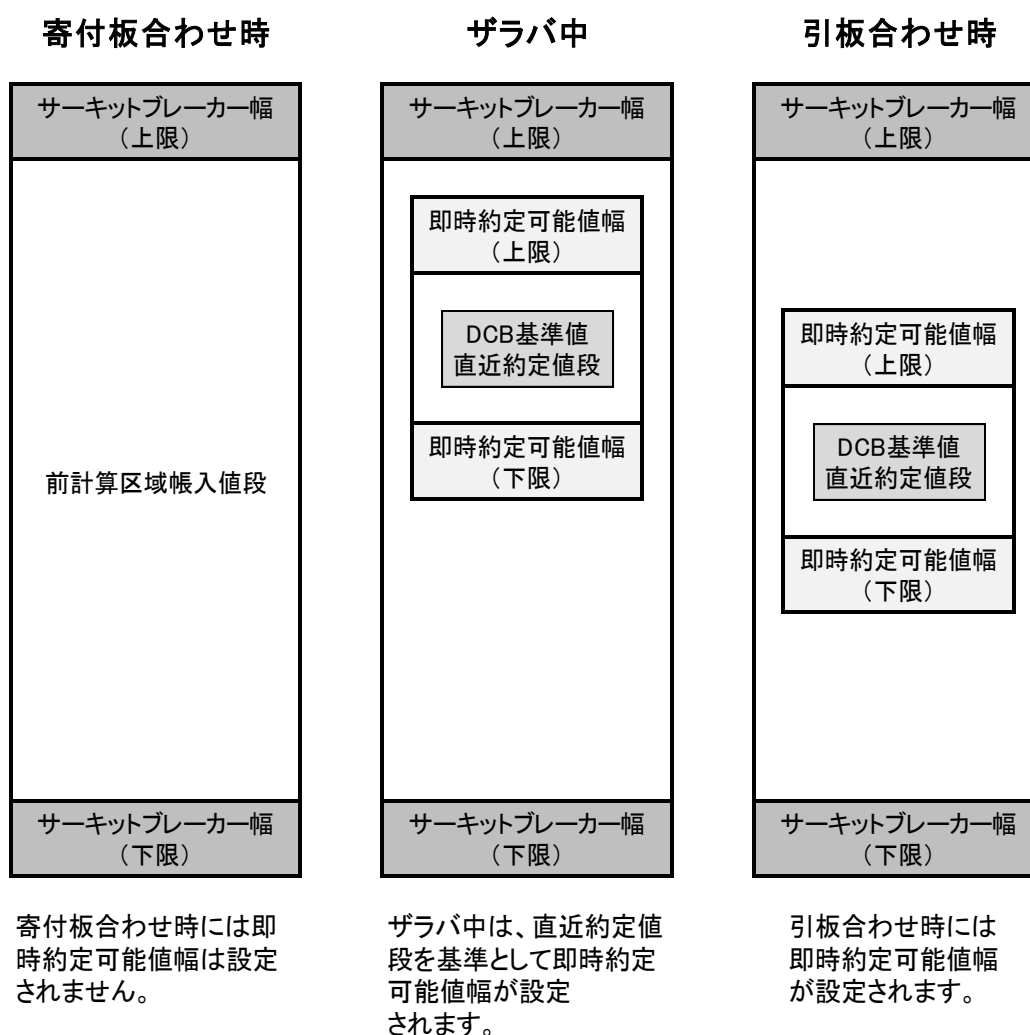 寄付板合わせ時
サーキットブレーカー幅
（上限）
前計算区域帳入値段
サーキットブレーカー幅
（下限）
寄付板合わせ時には即
時約定可能値幅は設定
されません。
ザラバ中
サーキットブレーカー幅
（上限）
即時約定可能値幅
（上限）
DCB基準値
直近約定値段
即時約定可能値幅
（下限）
サーキットブレーカー幅
（下限）
ザラバ中は、直近約定値
段を基準として即時約定
可能値幅が設定
されます。
引板合わせ時
サーキットブレーカー幅
（上限）
即時約定可能値幅
（上限）
DCB基準値
直近約定値段
即時約定可能値幅
（下限）
サーキットブレーカー幅
（下限）
引板合わせ時には
即時約定可能値幅
が設定されます。